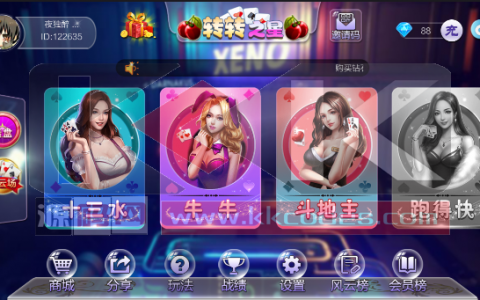 夜独醉.米
ID:122635
转转之星
邀请码
88
充
XENO
购买钻
十三水
牛牛
斗地主
跑得快
商城
分享
玩法
战绩
设置
风云榜
会员榜